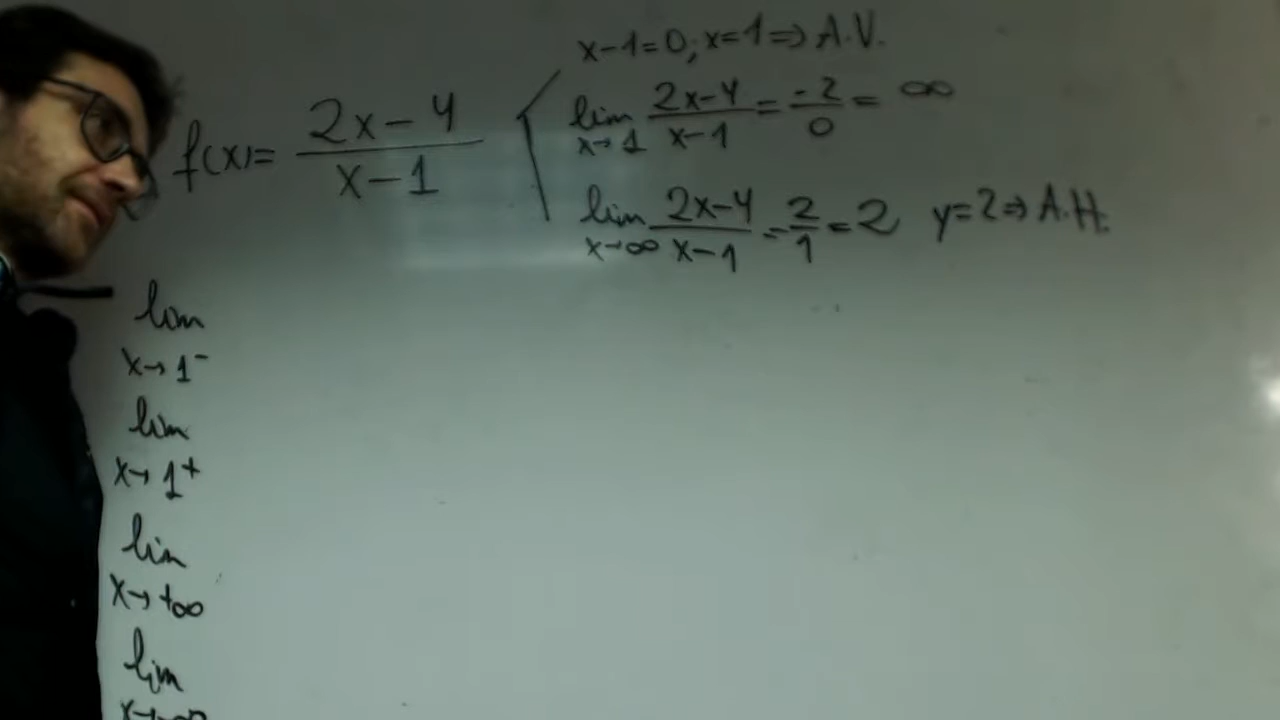 x-1=0; x=1⇒ A.V.
f(x)= (2x-4)/(x-1)
lim x→1 (2x-4)/(x-1) = -2/0 = ∞
lim x→∞ (2x-4)/(x-1) = 2/1 = 2 y=2⇒ A.H.
lim
x→1⁻
lim
x→1⁺
lim
x→+∞
lim